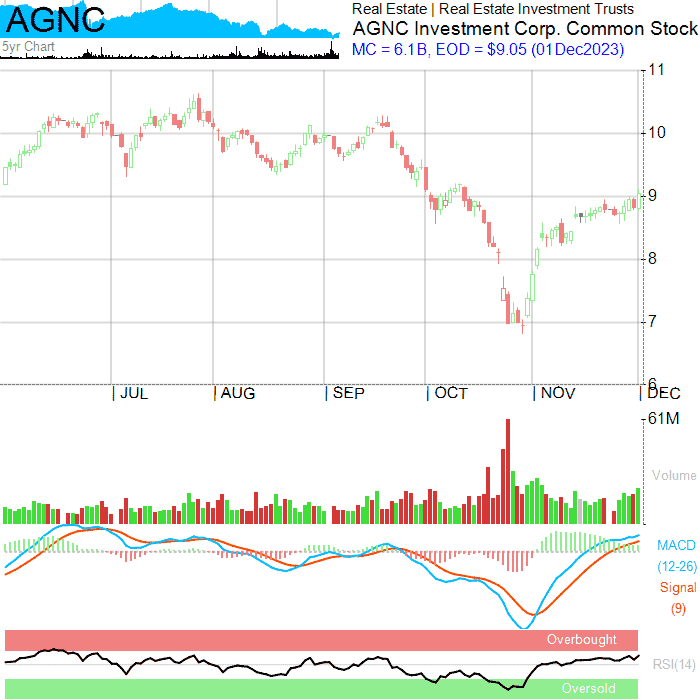 AGNC
5yr Chart
Real Estate | Real Estate Investment Trusts
AGNC Investment Corp. Common Stock
MC = 6.1B, EOD = $9.05 (01Dec2023)
11
10
9
8
7
6
| JUL | AUG | SEP | OCT | NOV | DEC
61M
Volume
MACD
(12-26)
Signal
(9)
Overbought
RSI(14)
Oversold